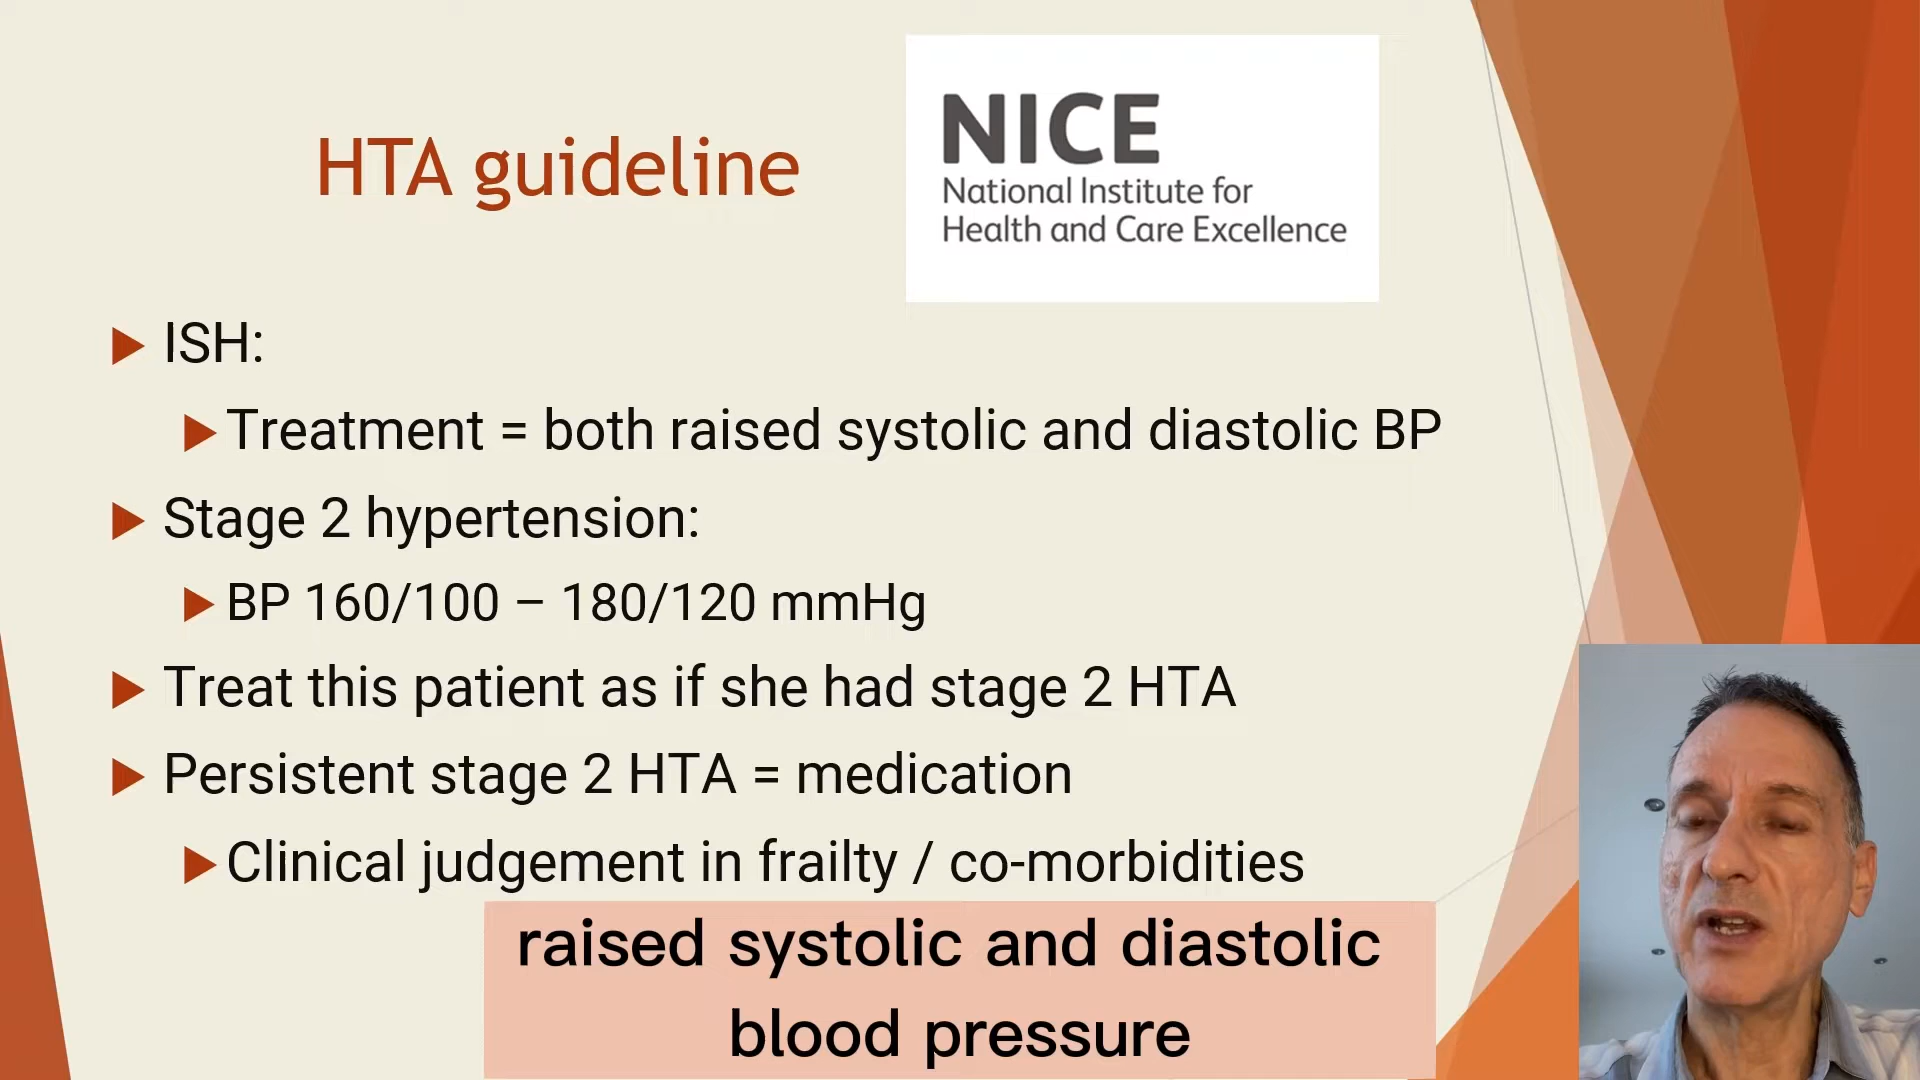 HTA guideline
NICE
National Institute for
Health and Care Excellence
ISH:
Treatment = both raised systolic and diastolic BP
Stage 2 hypertension:
BP 160/100 – 180/120 mmHg
Treat this patient as if she had stage 2 HTA
Persistent stage 2 HTA = medication
Clinical judgement in frailty / co-morbidities
raised systolic and diastolic
blood pressure